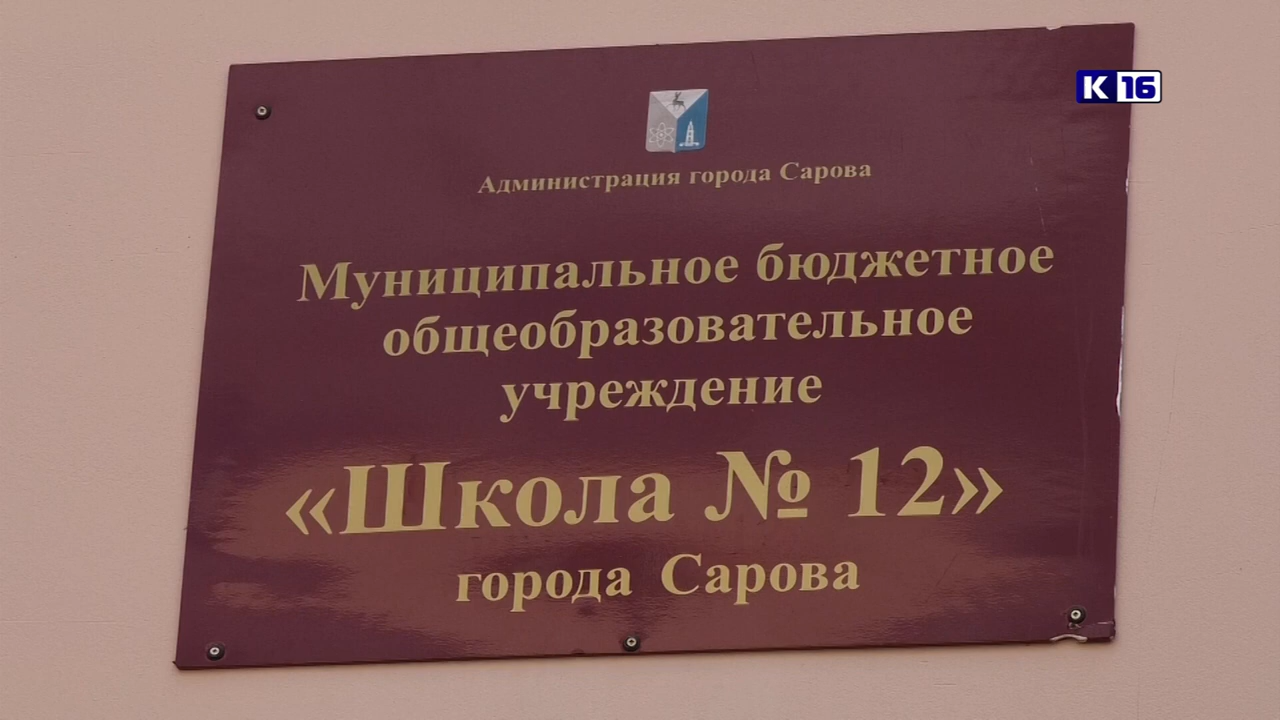 К 16
Администрация города Сарова
Муниципальное бюджетное
общеобразовательное
учреждение
«Школа № 12»
города Сарова